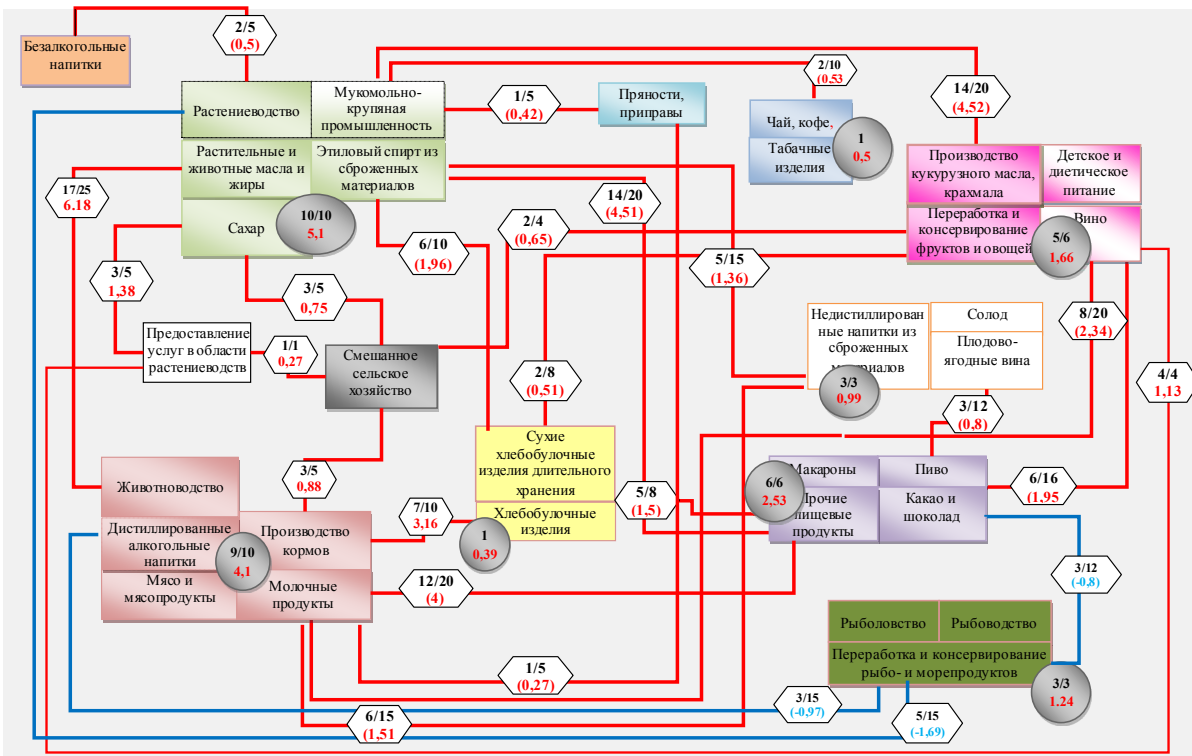 2/5
(0,5)
Безалкогольные
напитки
2/10
(0,53
14/20
(4,52)
Растениеводство
Мукомольно-
крупяная
промышленность
1/5
(0,42)
Пряности,
приправы
Чай, кофе,
Табачные
изделия
1
0,5
Растительные и
животные масла и
жиры
Этиловый спирт из
сброженных
материалов
Сахар
10/10
5,1
Производство
кукурузного масла,
крахмала
Детское и
диетическое
питание
Переработка и
консервирование
фруктов и овощей
Вино
5/6
1,66
17/25
6.18
14/20
(4,51)
2/4
(0,65)
6/10
(1,96)
5/15
(1,36)
3/5
1,38
3/5
0,75
Предоставление
услуг в области
растениеводств
1/1
0,27
Смешанное
сельское
хозяйство
Недистиллирован
ные напитки из
сброженных
материалов
3/3
0,99
Солод
Плодово-
ягодные вина
8/20
(2,34)
4/4
1,13
2/8
(0,51)
3/12
(0,8)
Сухие
хлебобулочные
изделия длительного
хранения
Хлебобулочные
изделия
1
0,39
5/8
(1,5)
Макароны
Пиво
Прочие
пищевые
продукты
Какао и
шоколад
6/6
2,53
6/16
(1,95
3/5
0,88
7/10
3,16
Животноводство
Дистиллированные
алкогольные
напитки
Производство
кормов
9/10
4,1
Мясо и
мясопродукты
Молочные
продукты
12/20
(4)
3/12
(-0,8)
Рыболовство
Рыбоводство
Переработка и консервирование
рыбо- и морепродуктов
3/3
1.24
1/5
(0,27)
6/15
(1,51
3/15
(-0,97)
5/15
(-1,69)